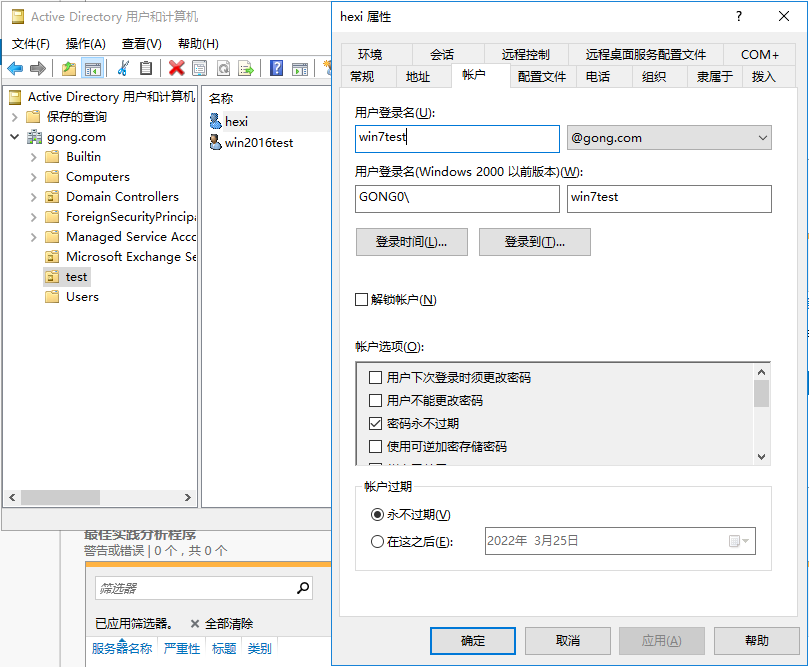 Active Directory 用户和计算机
文件(F) 操作(A) 查看(V) 帮助(H)
Active Directory 用户和计算机
保存的查询
gong.com
Builtin
Computers
Domain Controllers
ForeignSecurityPrincipa
Managed Service Acco
Microsoft Exchange Se
test
Users
名称
hexi
win2016test
最佳实践分析程序
警告或错误 | 0 个，共 0 个
筛选器
已应用筛选器。 全部清除
服务器名称 严重性 标题 类别
hexi 属性
环境 会话 远程控制 远程桌面服务配置文件 COM+
常规 地址 帐户 配置文件 电话 组织 隶属于 拨入
用户登录名(U):
win7test @gong.com
用户登录名(Windows 2000 以前版本)(W):
GONG0\ win7test
登录时间(L)... 登录到(T)...
解锁帐户(N)
帐户选项(O):
用户下次登录时须更改密码
用户不能更改密码
密码永不过期
使用可逆加密存储密码
帐户过期
永不过期(V)
在这之后(E): 2022年 3月25日
确定 取消 应用(A) 帮助